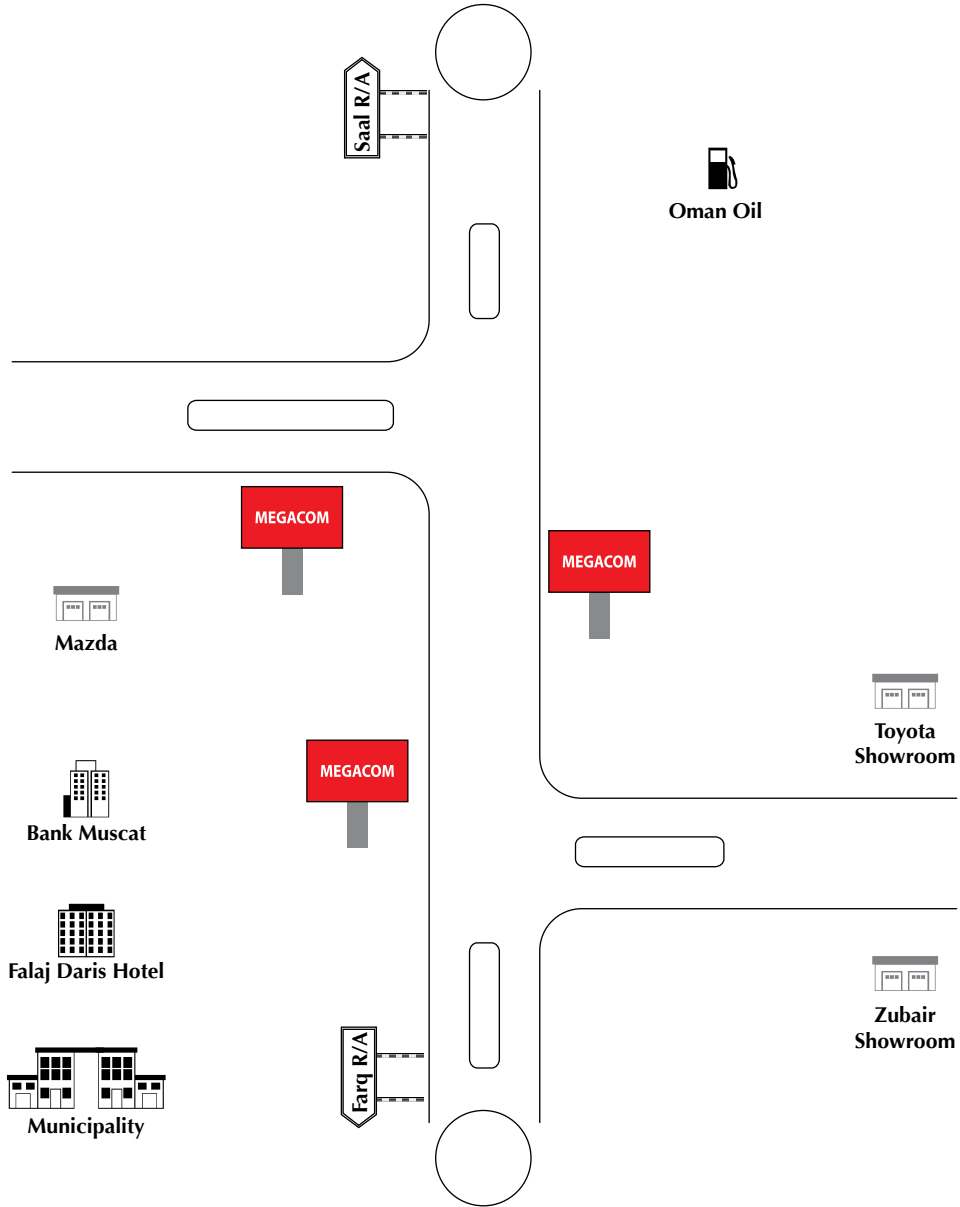 Saal R/A
Oman Oil
MEGACOM
MEGACOM
Mazda
Toyota
Showroom
MEGACOM
Bank Muscat
Falaj Daris Hotel
Zubair
Showroom
Farq R/A
Municipality